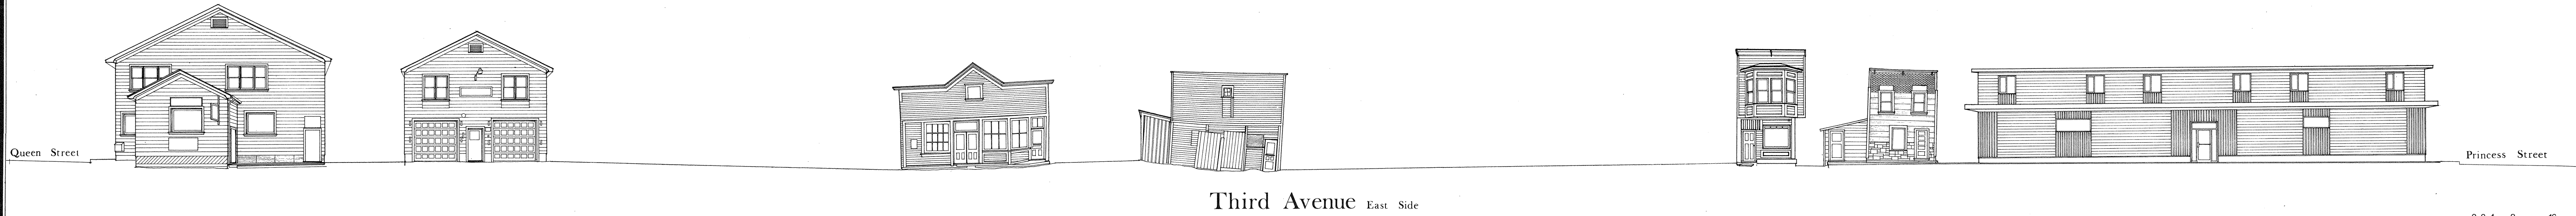 Queen Street
Princess Street
Third Avenue East Side